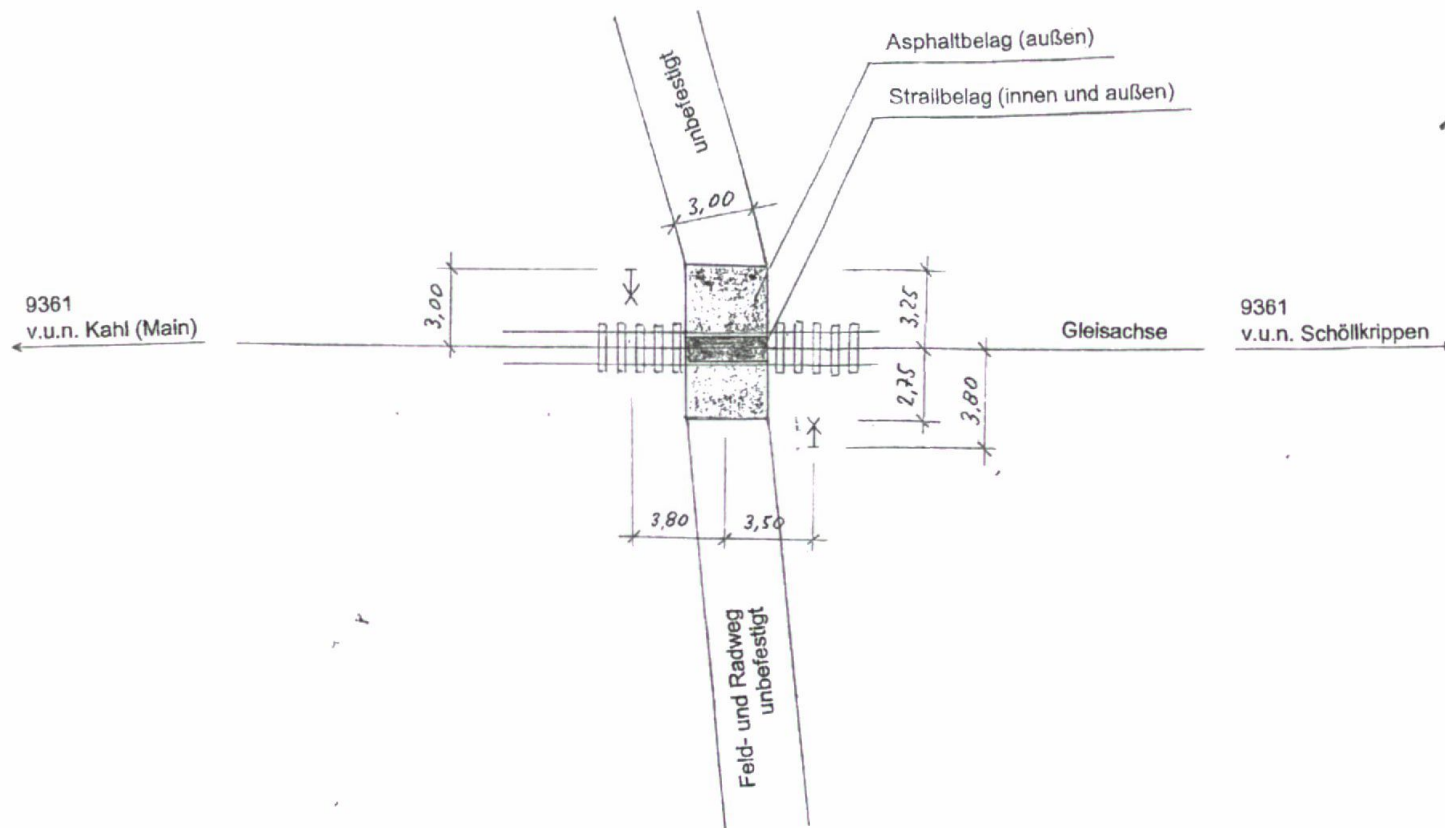 Asphaltbelag (außen)
Strailbelag (innen und außen)
unbefestigt
3,00
3,00
3,25
9361
v.u.n. Kahl (Main)
Gleisachse
9361
v.u.n. Schöllkrippen
2,75
3,80
3,80
3,50
Feld- und Radweg
unbefestigt